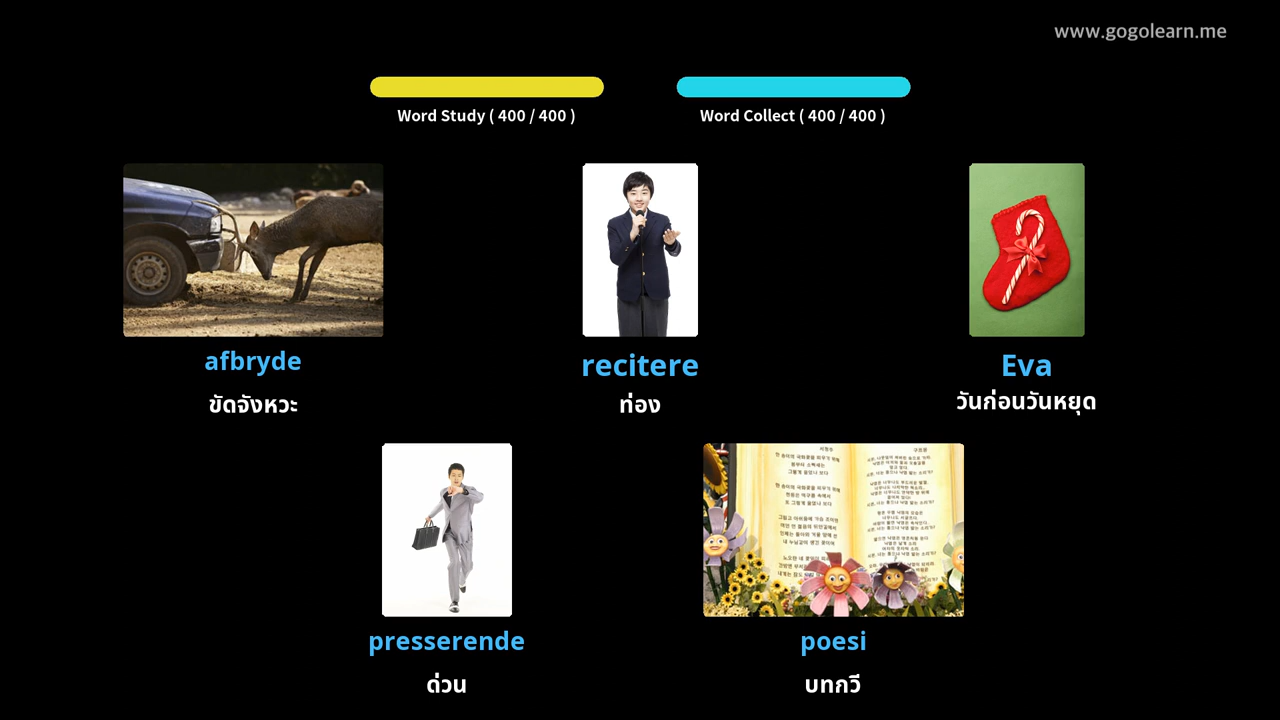 www.gogolearn.me
Word Study ( 400 / 400 )
Word Collect ( 400 / 400 )
afbryde
ขัดจังหวะ
recitere
ท่อง
Eva
วันก่อนวันหยุด
presserende
ด่วน
poesi
บทกวี